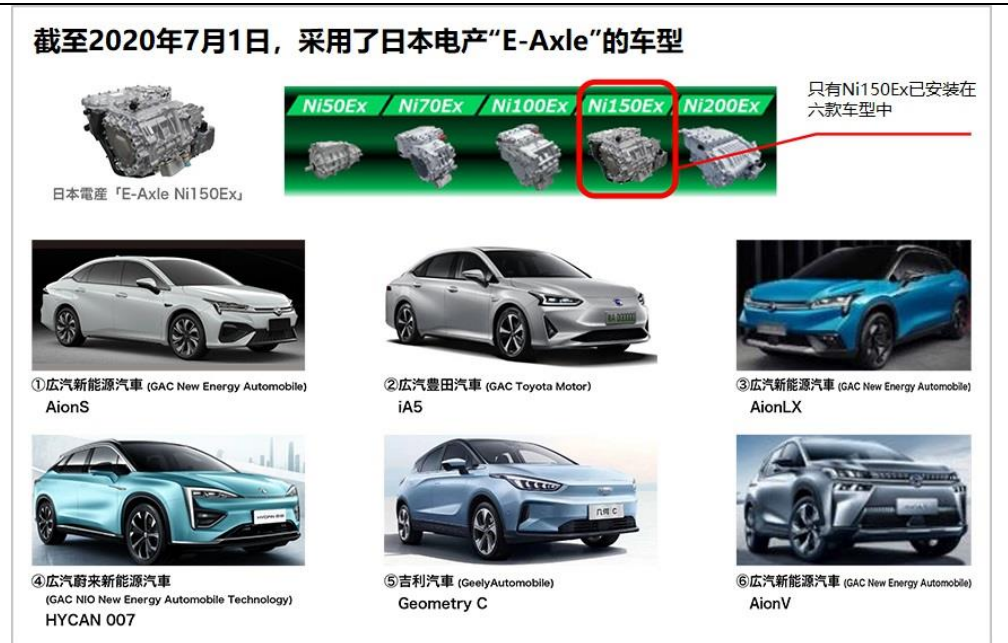 截至2020年7月1日，采用了日本电产“E-Axle”的车型
Ni50Ex
Ni70Ex
Ni100Ex
Ni150Ex
Ni200Ex
只有Ni150Ex已安装在
六款车型中
日本電産「E-Axle Ni150Ex」
①広汽新能源汽車 (GAC New Energy Automobile)
AionS
②広汽豊田汽車 (GAC Toyota Motor)
iA5
③広汽新能源汽車 (GAC New Energy Automobile)
AionLX
④広汽蔚来新能源汽車
(GAC NIO New Energy Automobile Technology)
HYCAN 007
几何 C
⑤吉利汽車 (GeelyAutomobile)
Geometry C
⑥広汽新能源汽車 (GAC New Energy Automobile)
AionV